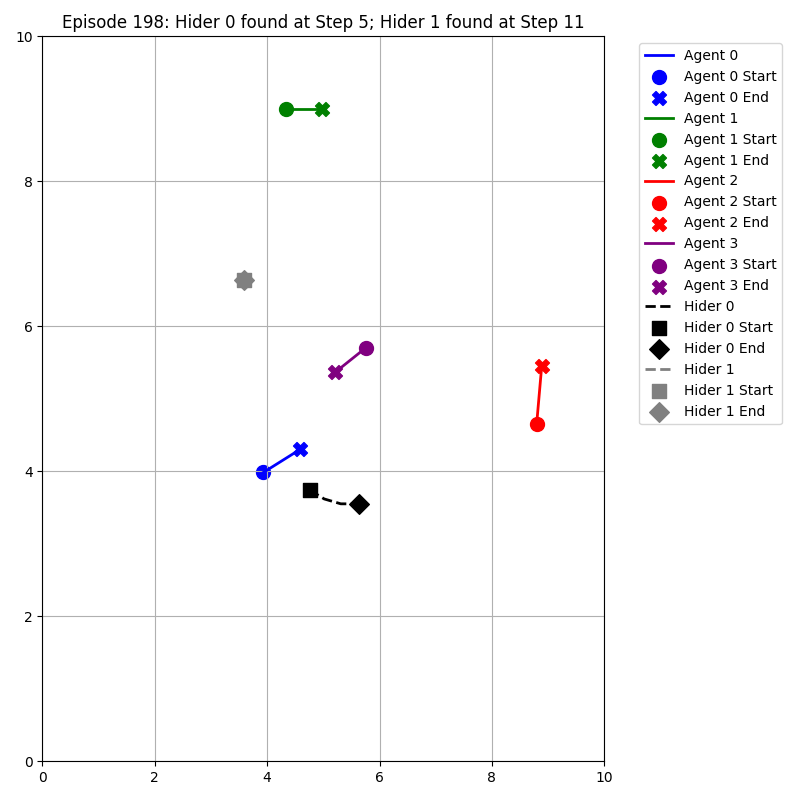 Episode 198: Hider 0 found at Step 5; Hider 1 found at Step 11
10
8
6
4
2
0
0 2 4 6 8 10
Agent 0
Agent 0 Start
Agent 0 End
Agent 1
Agent 1 Start
Agent 1 End
Agent 2
Agent 2 Start
Agent 2 End
Agent 3
Agent 3 Start
Agent 3 End
Hider 0
Hider 0 Start
Hider 0 End
Hider 1
Hider 1 Start
Hider 1 End